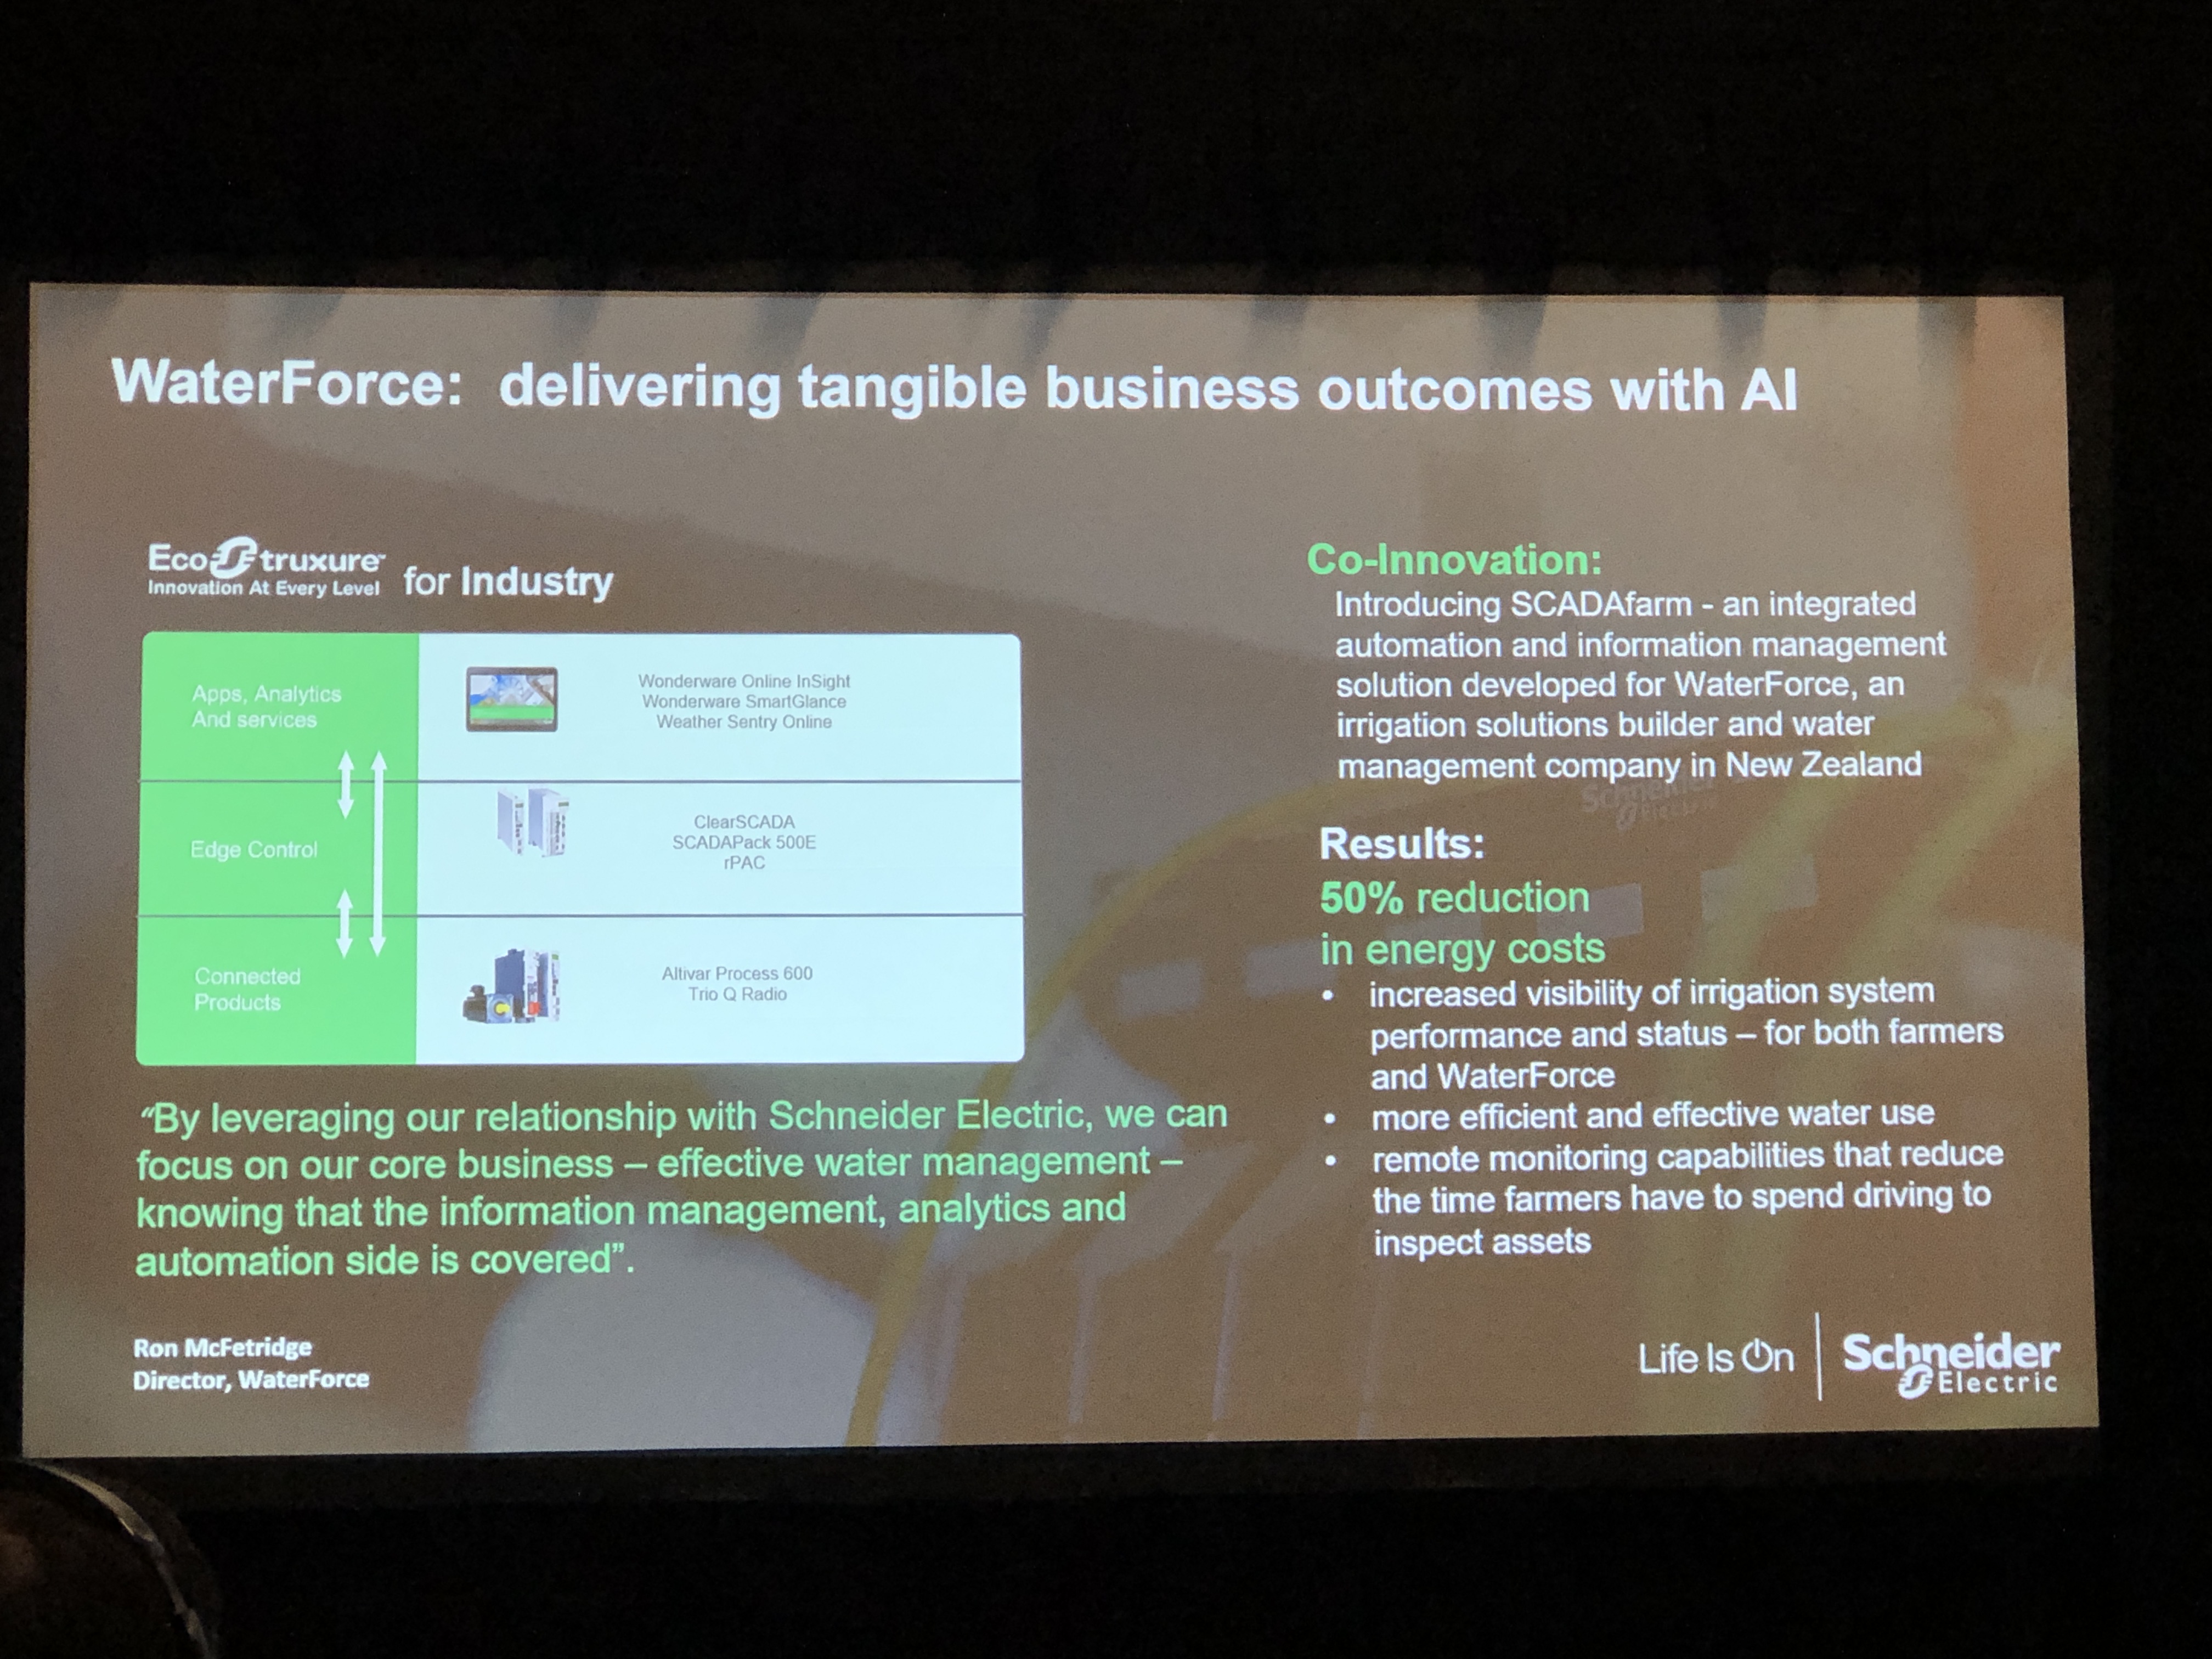 WaterForce: delivering tangible business outcomes with AI
EcoStruxure™
Innovation At Every Level
for Industry
Apps, Analytics
And services
Wonderware Online InSight
Wonderware SmartGlance
Weather Sentry Online
Edge Control
ClearSCADA
SCADAPack 500E
rPAC
Connected
Products
Altivar Process 600
Trio Q Radio
“By leveraging our relationship with Schneider Electric, we can
focus on our core business – effective water management –
knowing that the information management, analytics and
automation side is covered”.
Ron McFetridge
Director, WaterForce
Co-Innovation:
Introducing SCADAfarm - an integrated
automation and information management
solution developed for WaterForce, an
irrigation solutions builder and water
management company in New Zealand
Schneider
Electric
Results:
50% reduction
in energy costs
• increased visibility of irrigation system
performance and status – for both farmers
and WaterForce
• more efficient and effective water use
• remote monitoring capabilities that reduce
the time farmers have to spend driving to
inspect assets
Life Is On
Schneider
Electric